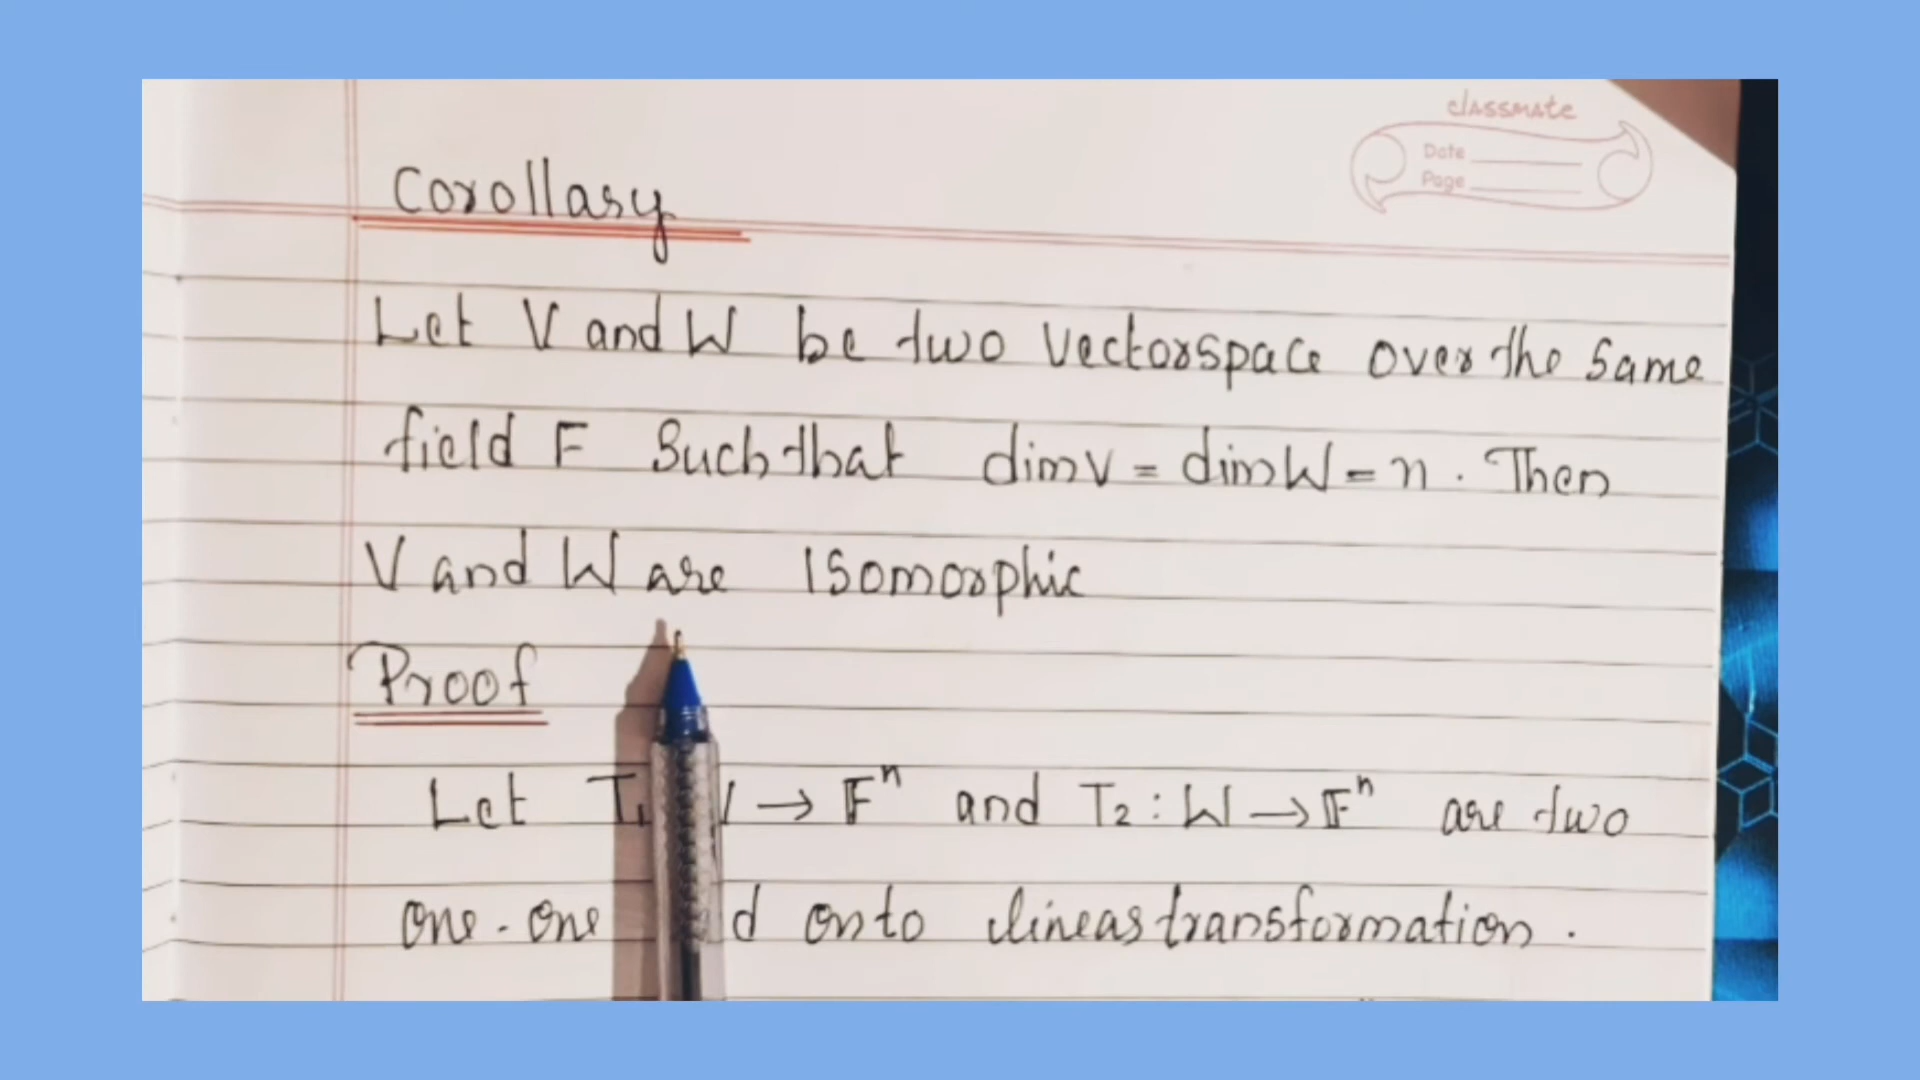 classmate
Date
Page
Corollary
Let V and W be two vectorspace over the same
field F Such that dimV = dimW = n. Then
V and W are Isomorphic
Proof
Let T₁ V → Fⁿ and T₂ : W → Fⁿ are two
one-one onto linear transformation.